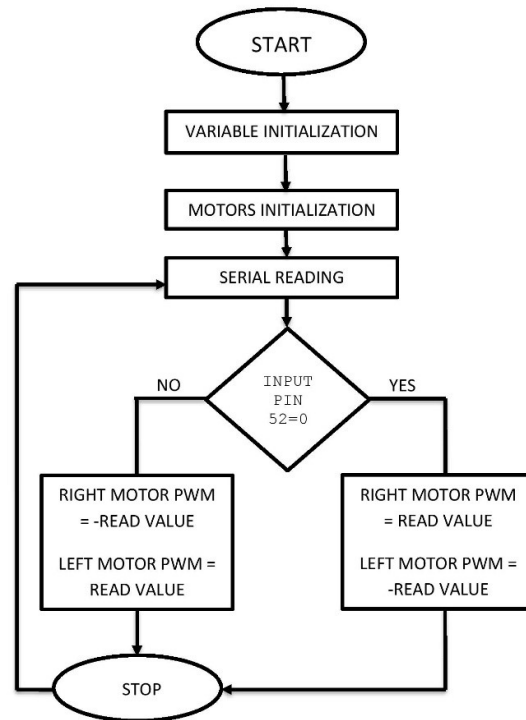 START
VARIABLE INITIALIZATION
MOTORS INITIALIZATION
SERIAL READING
INPUT
PIN
52=0
NO
YES
RIGHT MOTOR PWM
= -READ VALUE
LEFT MOTOR PWM =
READ VALUE
RIGHT MOTOR PWM
= READ VALUE
LEFT MOTOR PWM =
-READ VALUE
STOP